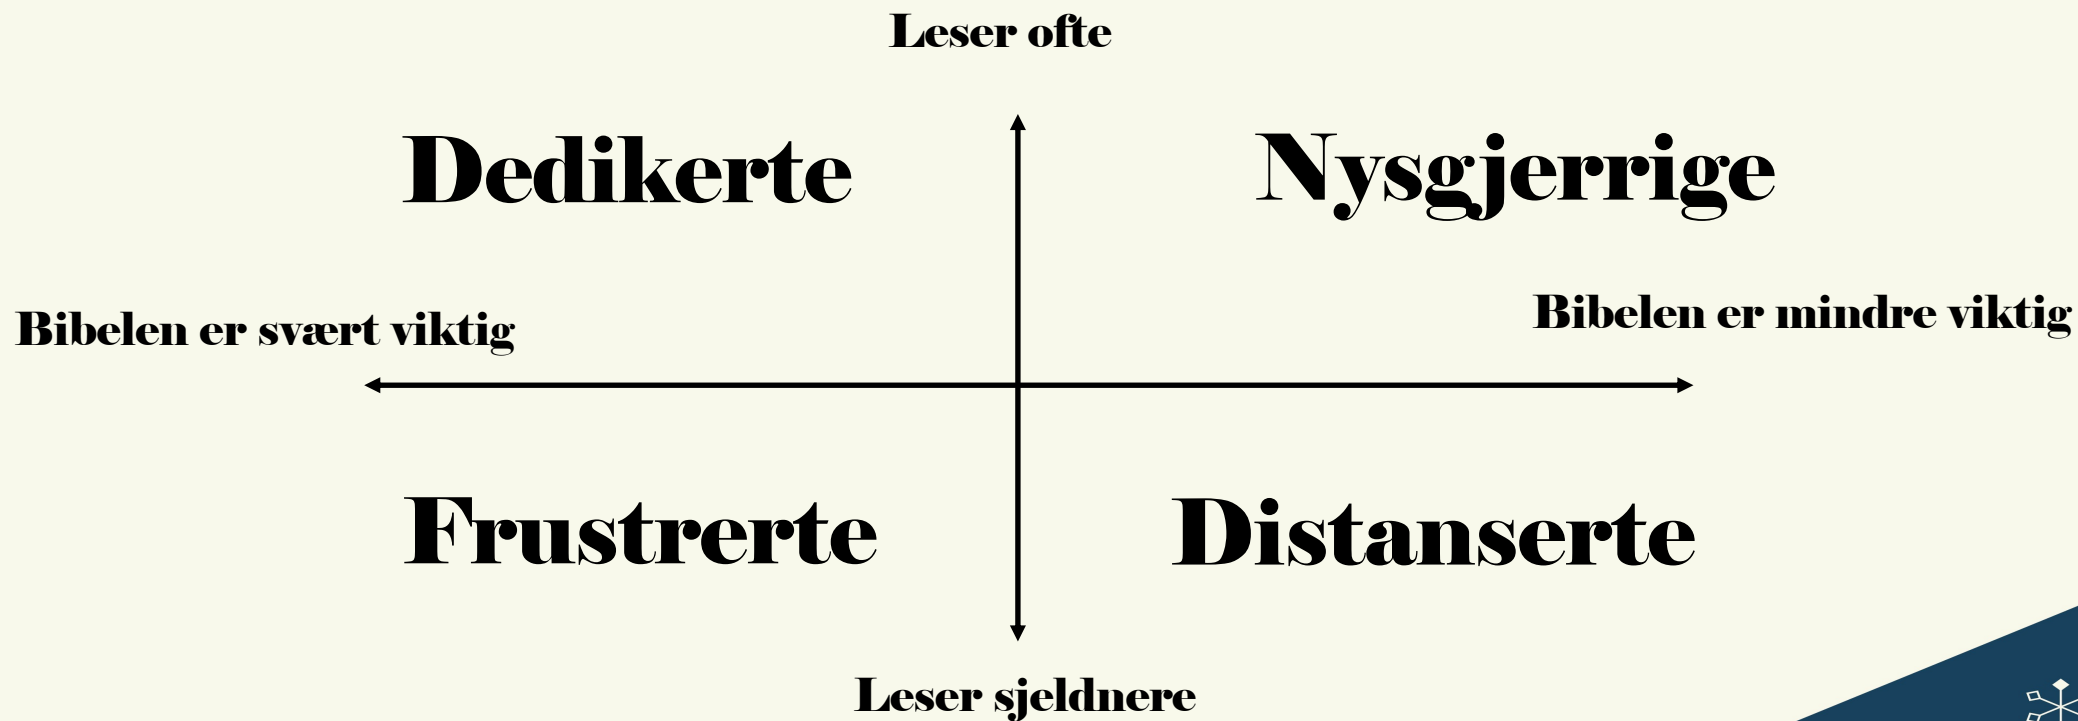 Leser ofte
Dedikerte
Nysgjerrige
Bibelen er svært viktig
Bibelen er mindre viktig
Frustrerte
Distanserte
Leser sjeldnere